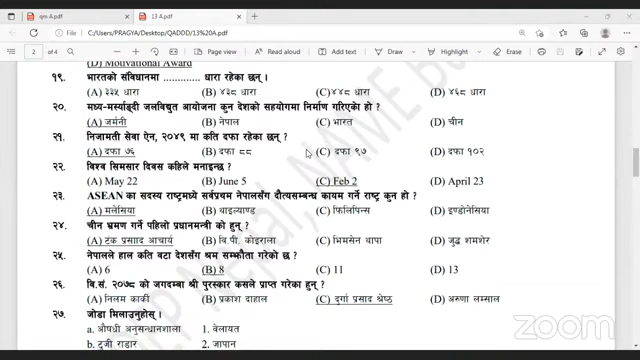 qm A.pdf
13 A.pdf
C:/Users/PRAGYA/Desktop/QADDD/13%20A.pdf
2 of 4
Page view
Read aloud
Add text
Draw
Highlight
Erase
(D) Motivational Award
१९. भारतको संविधानमा ............. धारा रहेका छन् ।
(A) ३३५ धारा (B) ४३८ धारा (C) ४४८ धारा (D) ४६८ धारा
२०. मध्य-मर्स्याङ्दी जलविद्युत आयोजना कुन देशको सहयोगमा निर्माण गरिएको हो ?
(A) जर्मनी (B) नेपाल (C) भारत (D) चीन
२१. निजामती सेवा ऐन, २०४९ मा कति दफा रहेका छन् ?
(A) दफा ७६ (B) दफा ८८ (C) दफा ९७ (D) दफा १०२
२२. विश्व सिमसार दिवस कहिले मनाइन्छ ?
(A) May 22 (B) June 5 (C) Feb 2 (D) April 23
२३. ASEAN का सदस्य राष्ट्रमध्ये सर्वप्रथम नेपालसँग दौत्यसम्बन्ध कायम गर्ने राष्ट्र कुन हो ?
(A) मलेसिया (B) थाइल्याण्ड (C) फिलिपिन्स (D) इण्डोनेसिया
२४. चीन भ्रमण गर्ने पहिलो प्रधानमन्त्री को हुन् ?
(A) टंक प्रसााद आचार्य (B) वि.पी. कोइराला (C) भिमसेन थापा (D) जुद्ध शमशेर
२५. नेपालले हाल कति वटा देशसँग श्रम सम्झौता गरेको छ ?
(A) 6 (B) 8 (C) 11 (D) 13
२६. वि.सं. २०७८ को जगदम्बा श्री पुरस्कार कसले प्राप्त गरेका हुन् ?
(A) निलम कार्की (B) प्रकाश दाहाल (C) दुर्गा प्रसाद श्रेष्ठ (D) अरुणा लम्साल
२७. जोडा मिलाउनुहोस् ।
a. औषधी अनुसन्धानशाला 1. वेलायत
b. टुजी राडार 2. जापान
zoom